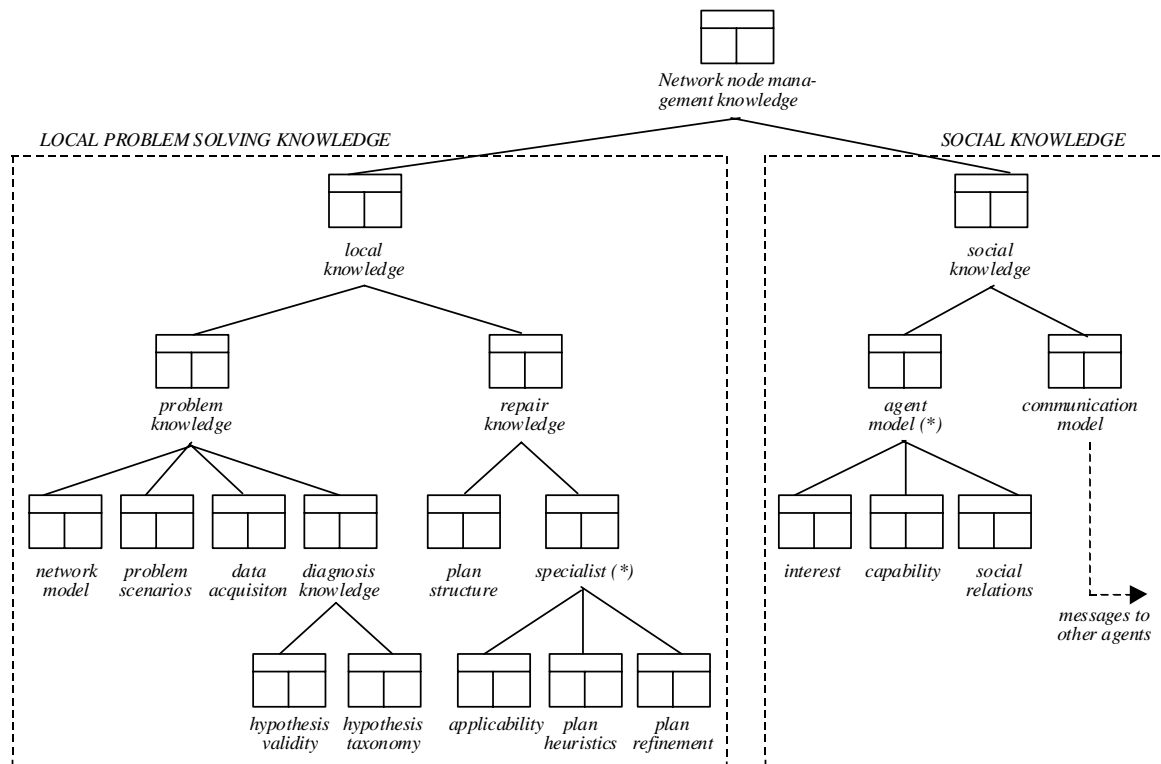 Network node mana-
gement knowledge
LOCAL PROBLEM SOLVING KNOWLEDGE
SOCIAL KNOWLEDGE
local
knowledge
social
knowledge
problem
knowledge
repair
knowledge
agent
model (*)
communication
model
network
model
problem
scenarios
data
acquisiton
diagnosis
knowledge
plan
structure
specialist (*)
interest
capability
social
relations
messages to
other agents
hypothesis
validity
hypothesis
taxonomy
applicability
plan
heuristics
plan
refinement